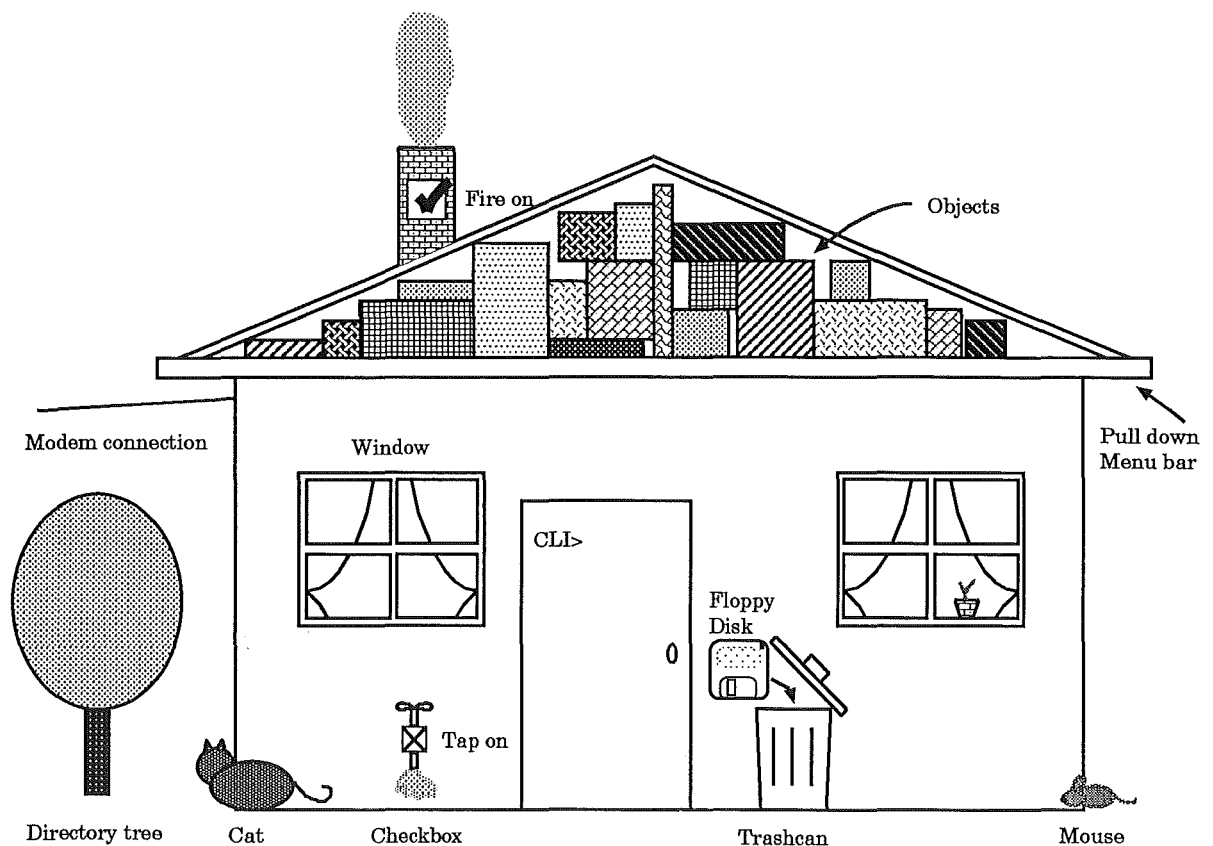 Fire on
Objects
Modem connection
Pull down
Menu bar
Window
CLI>
Floppy
Disk
Tap on
Directory tree
Cat
Checkbox
Trashcan
Mouse